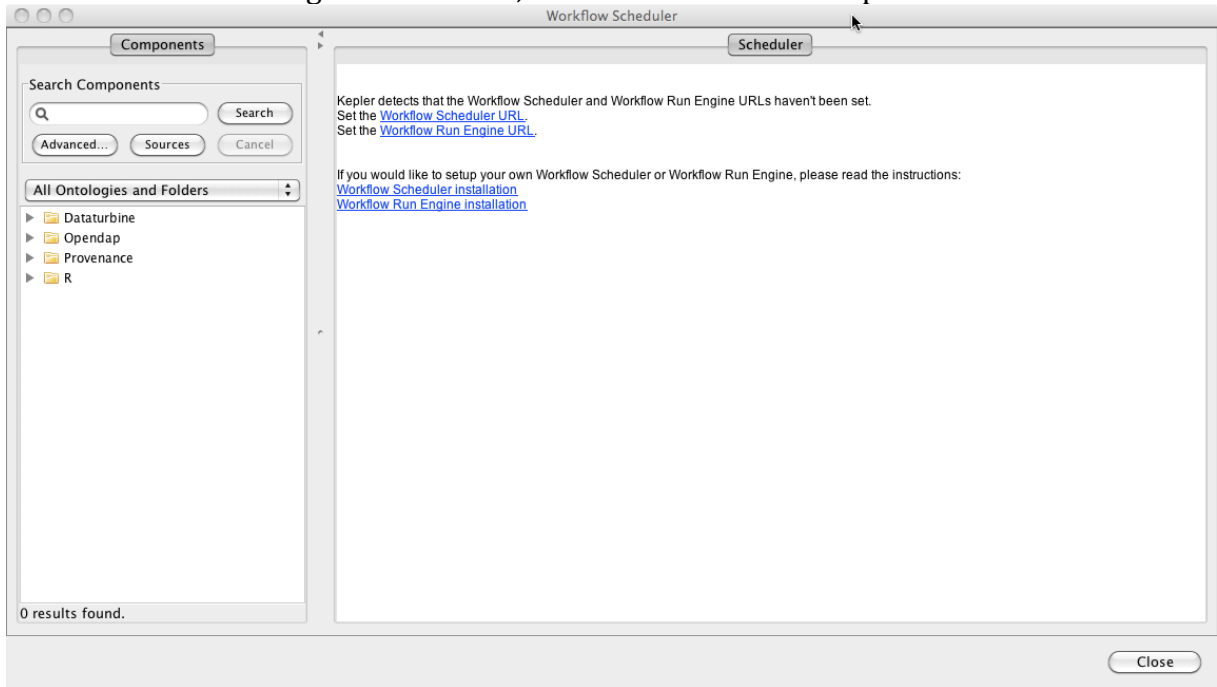 Workflow Scheduler
Components
Search Components
Search
Advanced...
Sources
Cancel
All Ontologies and Folders
Dataturbine
Opendap
Provenance
R
0 results found.
Scheduler
Kepler detects that the Workflow Scheduler and Workflow Run Engine URLs haven't been set.
Set the Workflow Scheduler URL.
Set the Workflow Run Engine URL.
If you would like to setup your own Workflow Scheduler or Workflow Run Engine, please read the instructions:
Workflow Scheduler installation
Workflow Run Engine installation
Close